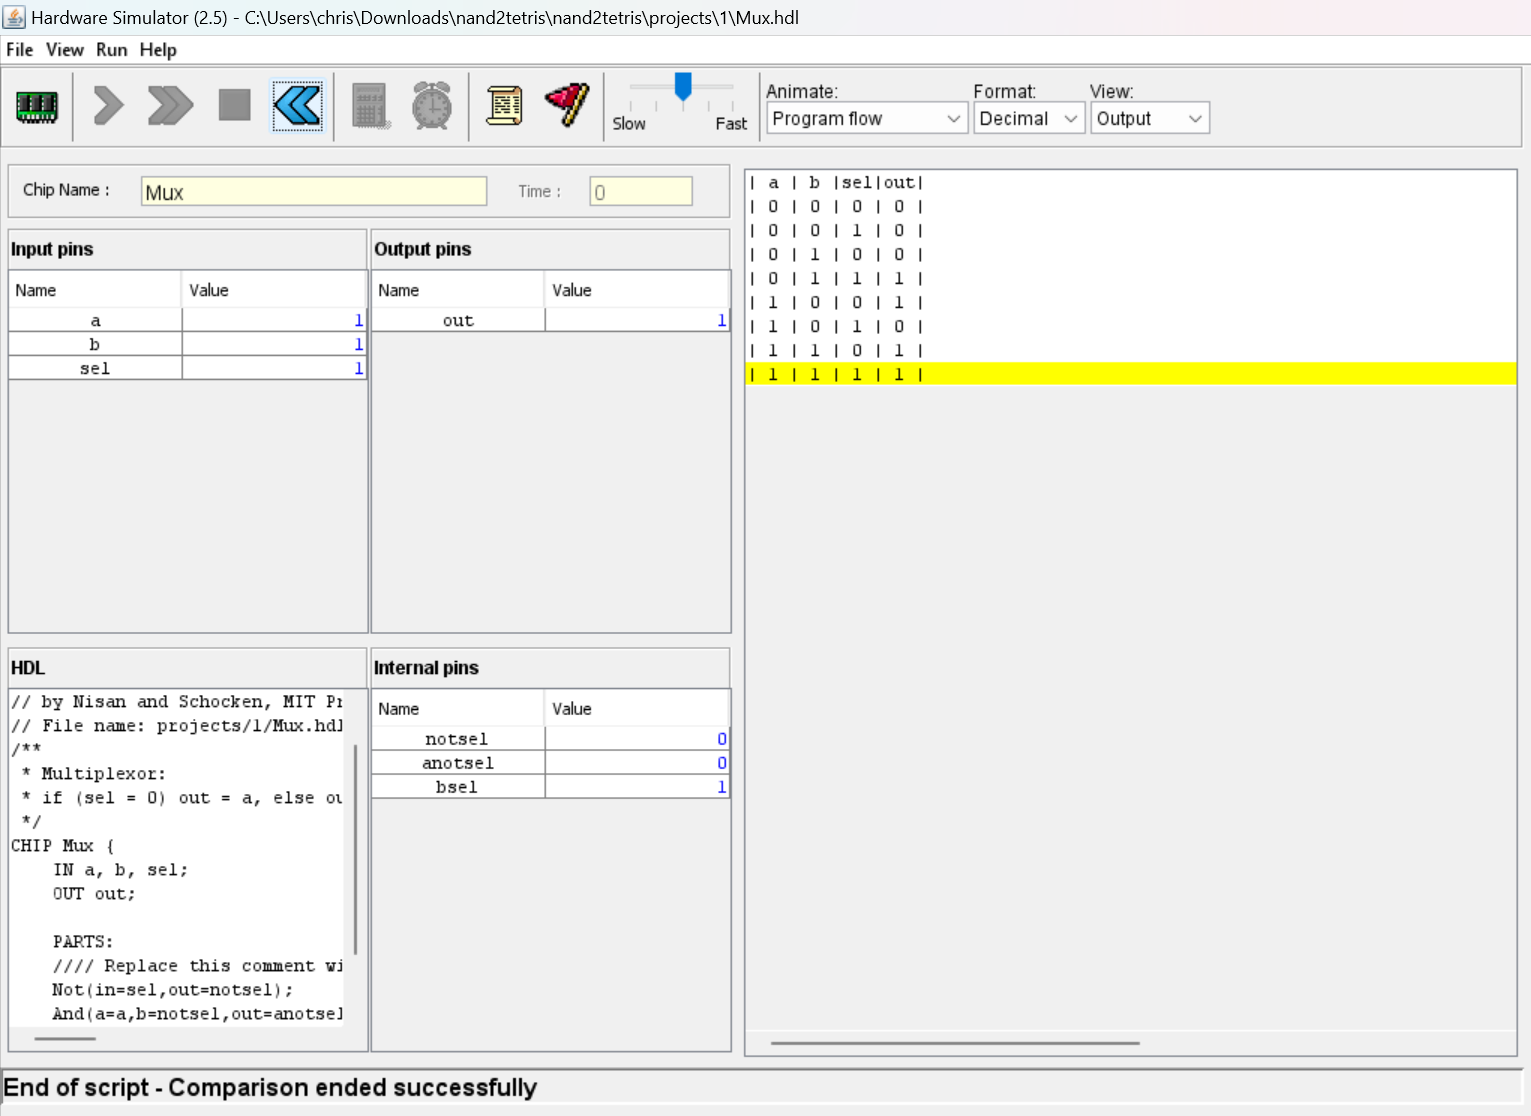 Hardware Simulator (2.5) - C:\Users\chris\Downloads\nand2tetris\nand2tetris\projects\1\Mux.hdl
File View Run Help
Slow Fast
Animate: Format: View:
Program flow Decimal Output
Chip Name : Mux Time : 0
Input pins
Name Value
a 1
b 1
sel 1
Output pins
Name Value
out 1
| a | b |sel|out|
| 0 | 0 | 0 | 0 |
| 0 | 0 | 1 | 0 |
| 0 | 1 | 0 | 0 |
| 0 | 1 | 1 | 1 |
| 1 | 0 | 0 | 1 |
| 1 | 0 | 1 | 0 |
| 1 | 1 | 0 | 1 |
| 1 | 1 | 1 | 1 |
HDL
// by Nisan and Schocken, MIT Pr
// File name: projects/1/Mux.hdl
/**
* Multiplexor:
* if (sel = 0) out = a, else ou
*/
CHIP Mux {
IN a, b, sel;
OUT out;
PARTS:
//// Replace this comment wi
Not(in=sel,out=notsel);
And(a=a,b=notsel,out=anotsel
Internal pins
Name Value
notsel 0
anotsel 0
bsel 1
End of script - Comparison ended successfully